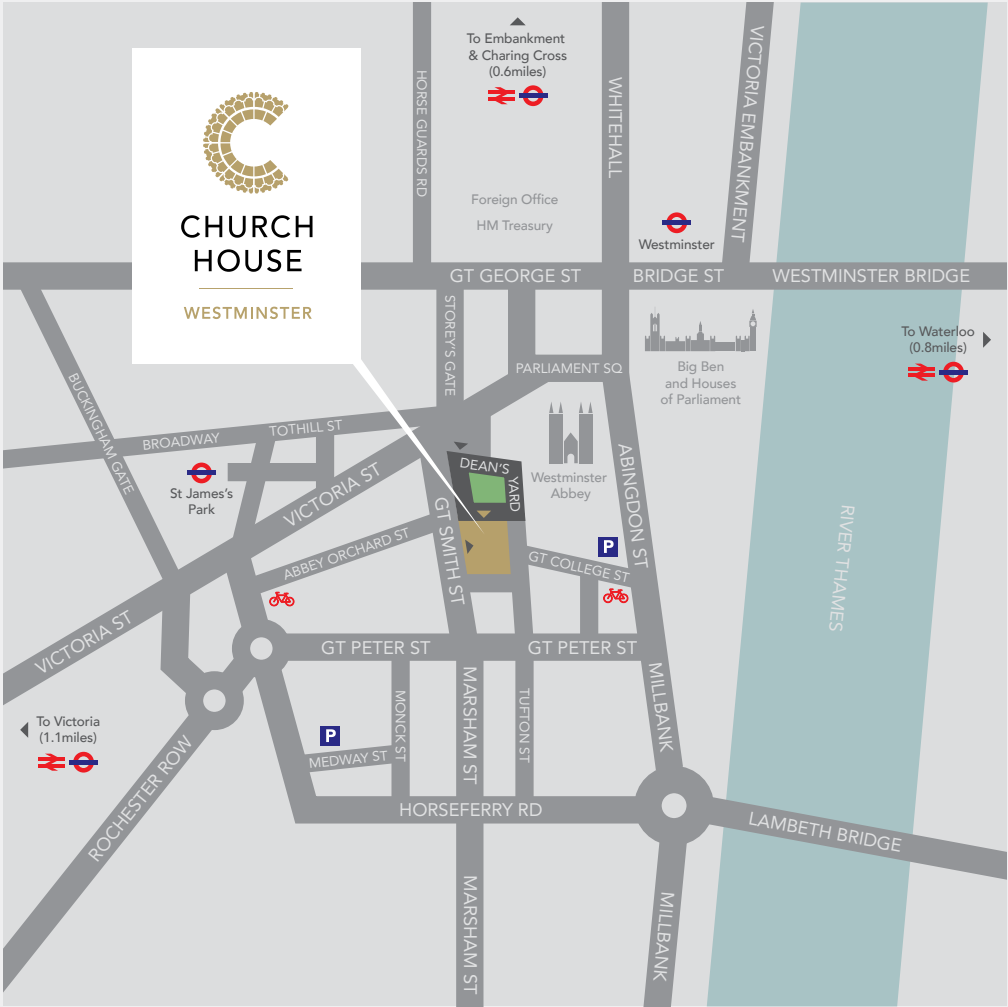 To Embankment
& Charing Cross
(0.6miles)
HORSE GUARDS RD
WHITEHALL
VICTORIA EMBANKMENT
CHURCH
HOUSE
WESTMINSTER
Foreign Office
HM Treasury
Westminster
GT GEORGE ST
BRIDGE ST
WESTMINSTER BRIDGE
STOREY'S GATE
To Waterloo
(0.8miles)
PARLIAMENT SQ
Big Ben
and Houses
of Parliament
BUCKINGHAM GATE
BROADWAY
TOTHILL ST
St James's
Park
VICTORIA ST
DEAN'S
YARD
Westminster
Abbey
ABINGDON ST
GT SMITH ST
ABBEY ORCHARD ST
P
GT COLLEGE ST
RIVER THAMES
VICTORIA ST
GT PETER ST
GT PETER ST
MILLBANK
MONCK ST
MARSHAM ST
TUFTON ST
To Victoria
(1.1miles)
P
MEDWAY ST
ROCHESTER ROW
HORSEFERRY RD
LAMBETH BRIDGE
MARSHAM ST
MILLBANK